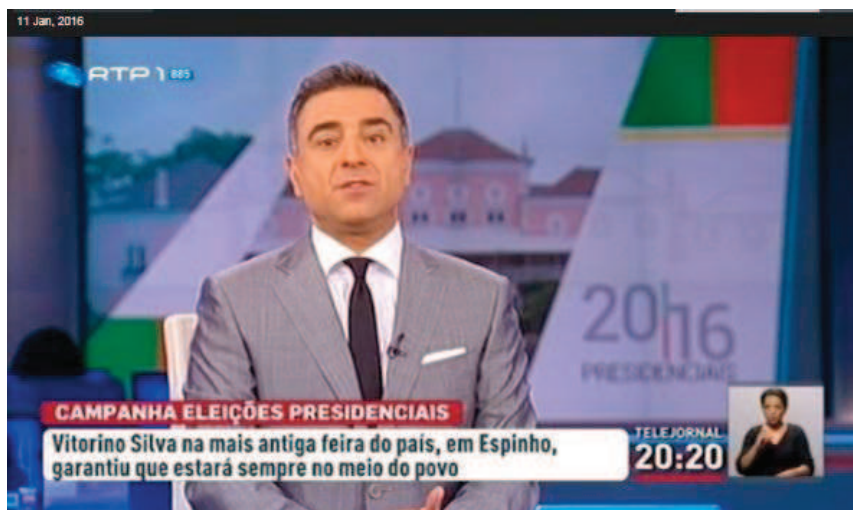 11 Jan, 2016
RTP 1 885
20h16
PRESIDENCIAIS
CAMPANHA ELEIÇÕES PRESIDENCIAIS
Vitorino Silva na mais antiga feira do país, em Espinho,
garantiu que estará sempre no meio do povo
TELEJORNAL
20:20